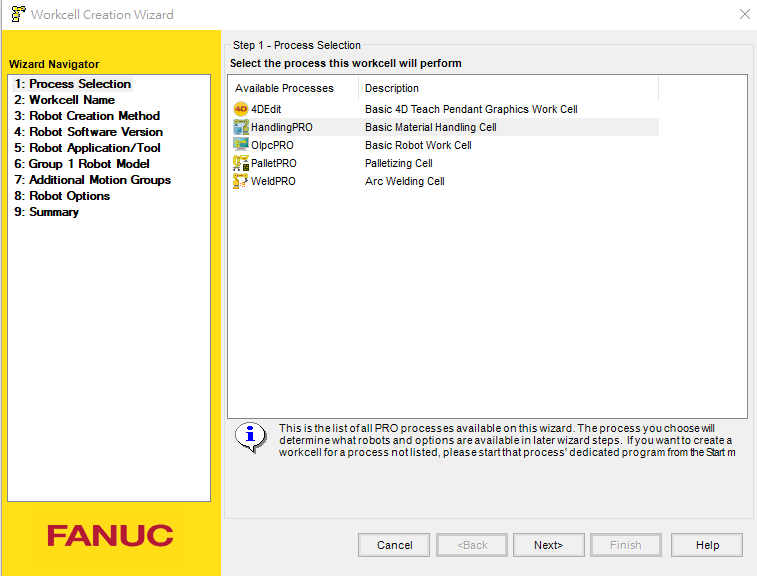 Workcell Creation Wizard
Wizard Navigator
1: Process Selection
2: Workcell Name
3: Robot Creation Method
4: Robot Software Version
5: Robot Application/Tool
6: Group 1 Robot Model
7: Additional Motion Groups
8: Robot Options
9: Summary
FANUC
Step 1 - Process Selection
Select the process this workcell will perform
Available Processes Description
4D 4DEdit Basic 4D Teach Pendant Graphics Work Cell
HandlingPRO Basic Material Handling Cell
OlpcPRO Basic Robot Work Cell
PalletPRO Palletizing Cell
WeldPRO Arc Welding Cell
This is the list of all PRO processes available on this wizard. The process you choose will
determine what robots and options are available in later wizard steps. If you want to create a
workcell for a process not listed, please start that process' dedicated program from the Start m
Cancel <Back Next> Finish Help